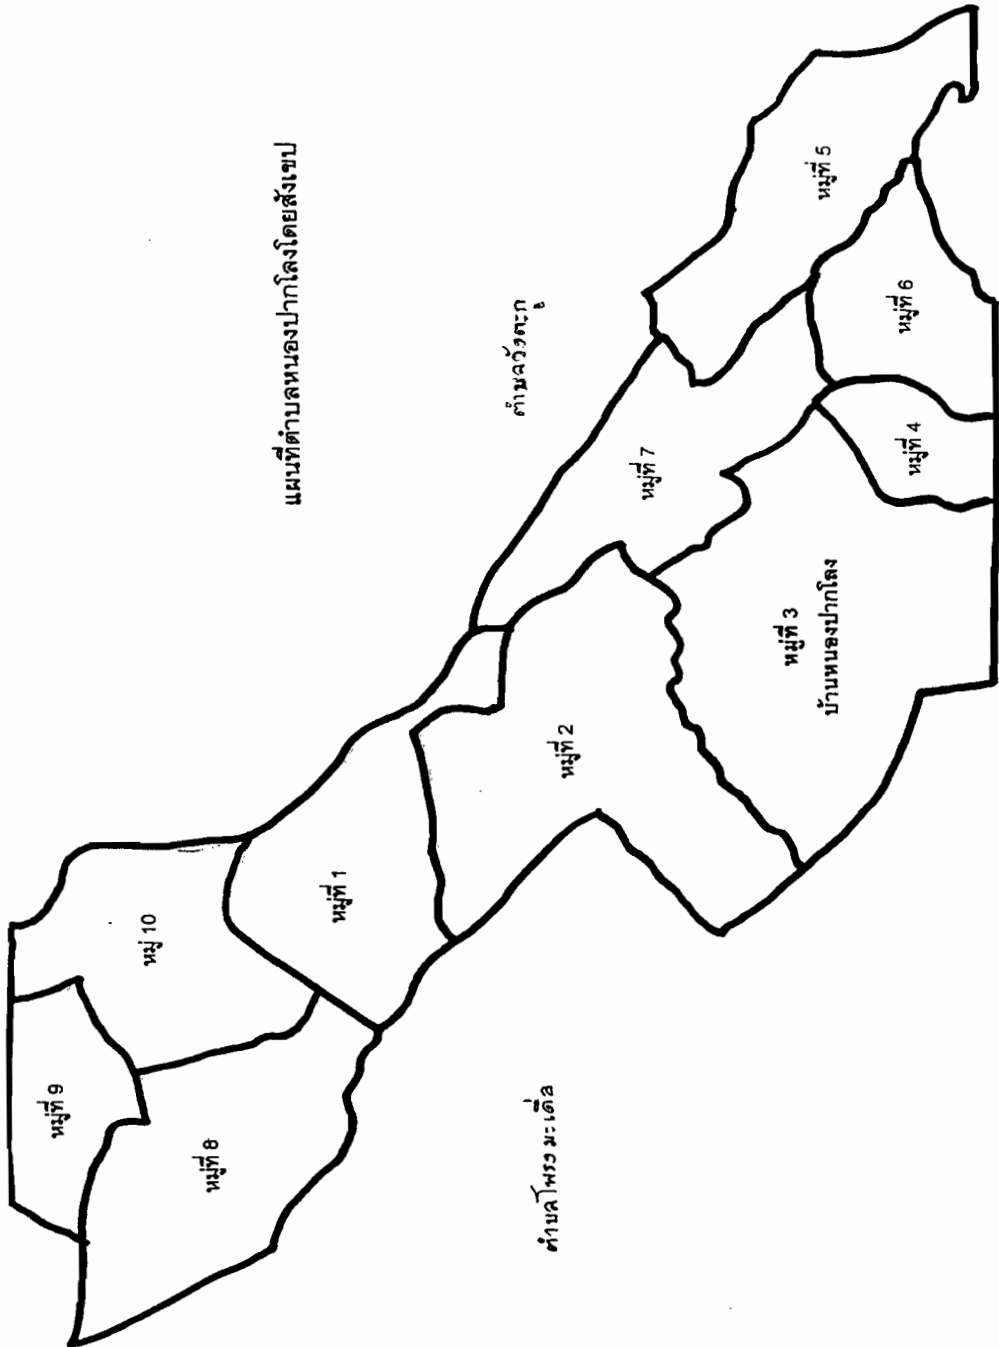 แผนที่ตำบลหนองปากโลงโดยสังเขป
ตำบลวังตะกู
หมู่ที่ 5
หมู่ที่ 6
หมู่ที่ 4
หมู่ที่ 7
หมู่ที่ 3
บ้านหนองปากโลง
หมู่ที่ 2
หมู่ที่ 1
หมู่ 10
หมู่ที่ 9
หมู่ที่ 8
ตำบลโพรงมะเดื่อ